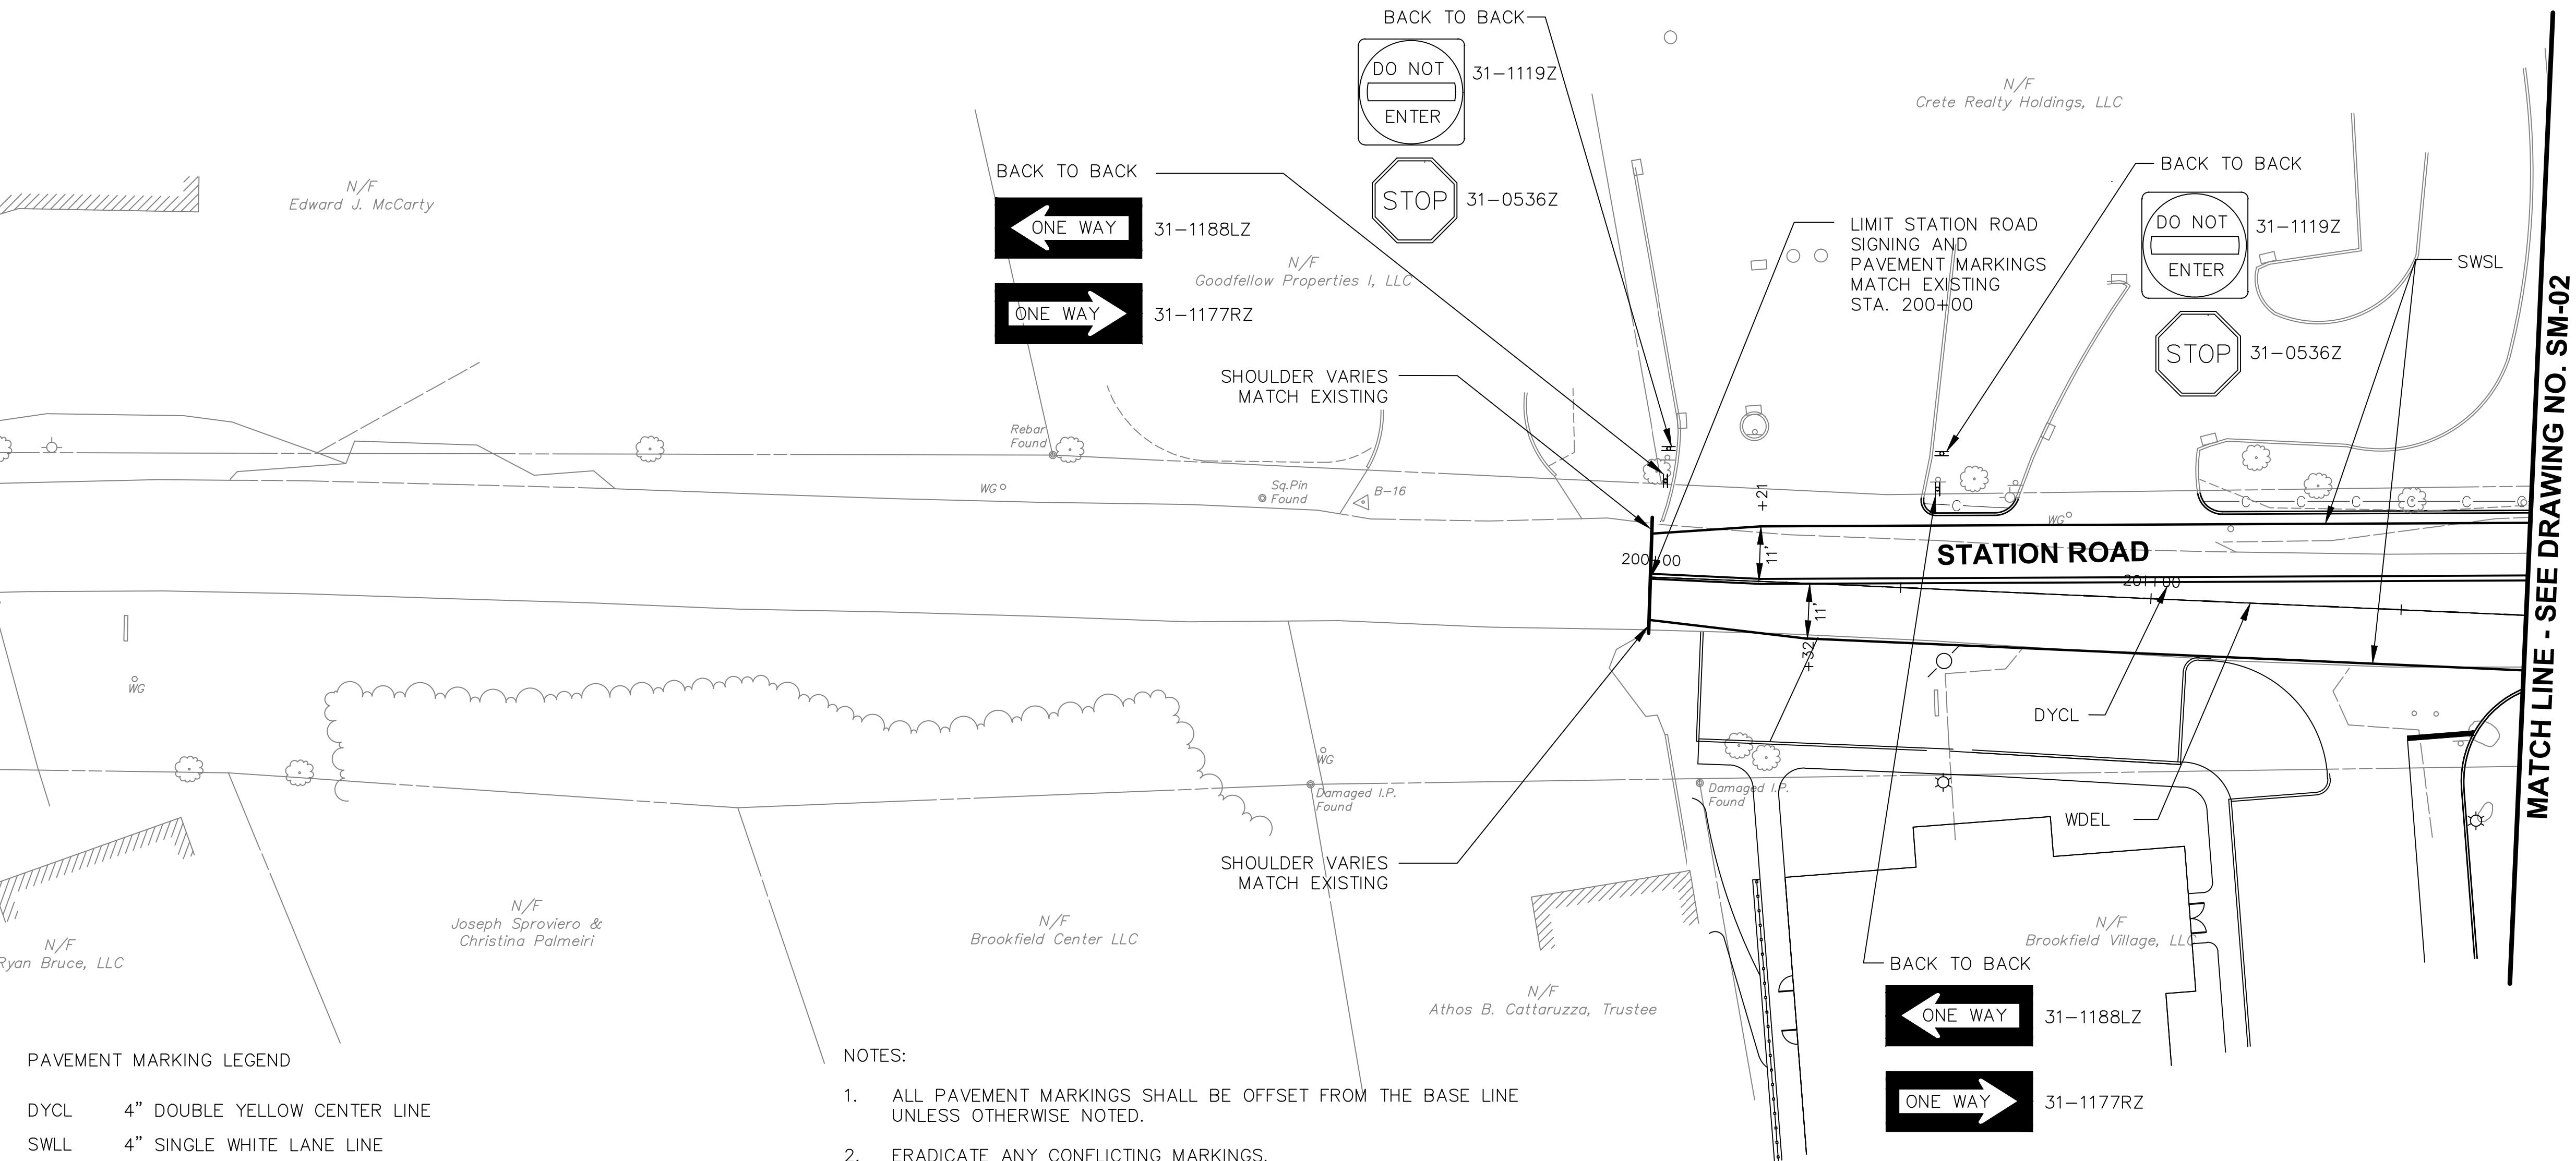 BACK TO BACK
DO NOT
ENTER
31-1119Z
STOP
31-0536Z
BACK TO BACK
ONE WAY
31-1188LZ
ONE WAY
31-1177RZ
N/F
Crete Realty Holdings, LLC
BACK TO BACK
DO NOT
ENTER
31-1119Z
STOP
31-0536Z
SWSL
LIMIT STATION ROAD
SIGNING AND
PAVEMENT MARKINGS
MATCH EXISTING
STA. 200+00
N/F
Edward J. McCarty
N/F
Goodfellow Properties I, LLC
SHOULDER VARIES
MATCH EXISTING
Rebar
Found
WG
Sq.Pin
Found
B-16
+21
C
C
C
C
C
C
WG
200+00
11'
STATION ROAD
201+00
11'
+32
MATCH LINE - SEE DRAWING NO. SM-02
WG
WG
Damaged I.P.
Found
Damaged I.P.
Found
DYCL
WDEL
SHOULDER VARIES
MATCH EXISTING
N/F
Ryan Bruce, LLC
N/F
Joseph Sproviero &
Christina Palmeiri
N/F
Brookfield Center LLC
N/F
Athos B. Cattaruzza, Trustee
N/F
Brookfield Village, LLC
BACK TO BACK
ONE WAY
31-1188LZ
ONE WAY
31-1177RZ
PAVEMENT MARKING LEGEND
DYCL 4" DOUBLE YELLOW CENTER LINE
SWLL 4" SINGLE WHITE LANE LINE
NOTES:
1. ALL PAVEMENT MARKINGS SHALL BE OFFSET FROM THE BASE LINE
UNLESS OTHERWISE NOTED.
2. ERADICATE ANY CONFLICTING MARKINGS.